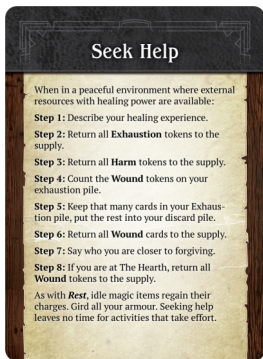 Seek Help
When in a peaceful environment where external
resources with healing power are available:
Step 1: Describe your healing experience.
Step 2: Return all Exhaustion tokens to the
supply.
Step 3: Return all Harm tokens to the supply.
Step 4: Count the Wound tokens on your
exhaustion pile.
Step 5: Keep that many cards in your Exhaus-
tion pile, put the rest into your discard pile.
Step 6: Return all Wound cards to the supply.
Step 7: Say who you are closer to forgiving.
Step 8: If you are at The Hearth, return all
Wound tokens to the supply.
As with Rest, idle magic items regain their
charges. Gird all your armour. Seeking help
leaves no time for activities that take effort.